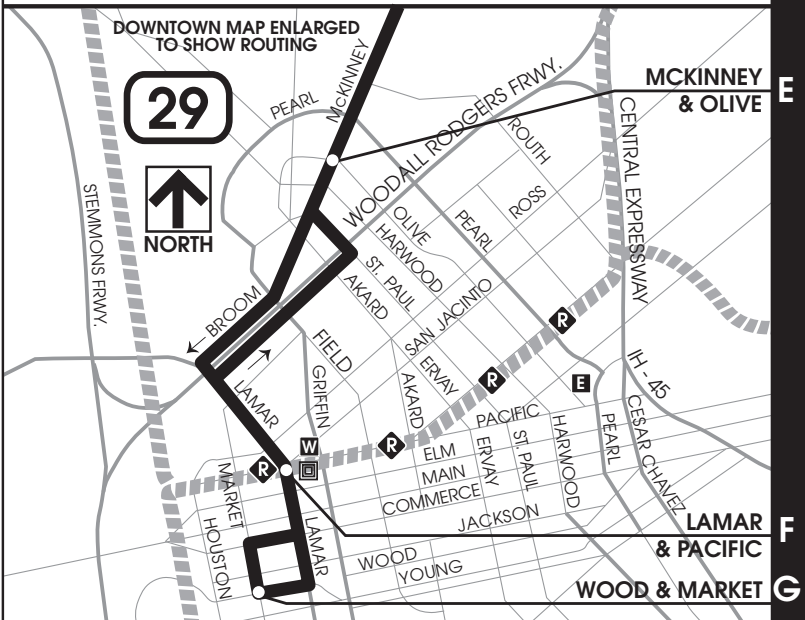 DOWNTOWN MAP ENLARGED
TO SHOW ROUTING
29
NORTH
MCKINNEY
& OLIVE
E
PEARL
McKINNEY
WOODALL RODGERS FRWY.
ROUTH
CENTRAL EXPRESSWAY
STEMMONS FRWY.
ROSS
OLIVE
PEARL
HARWOOD
ST. PAUL
AKARD
SAN JACINTO
BROOM
FIELD
GRIFFIN
LAMAR
ERVAY
AKARD
R
R
R
R
E
IH - 45
CESAR CHAVEZ
PACIFIC
ELM
MAIN
COMMERCE
ERVAY
ST. PAUL
HARWOOD
PEARL
W
MARKET
HOUSTON
LAMAR
JACKSON
WOOD
YOUNG
LAMAR
& PACIFIC
F
WOOD & MARKET
G